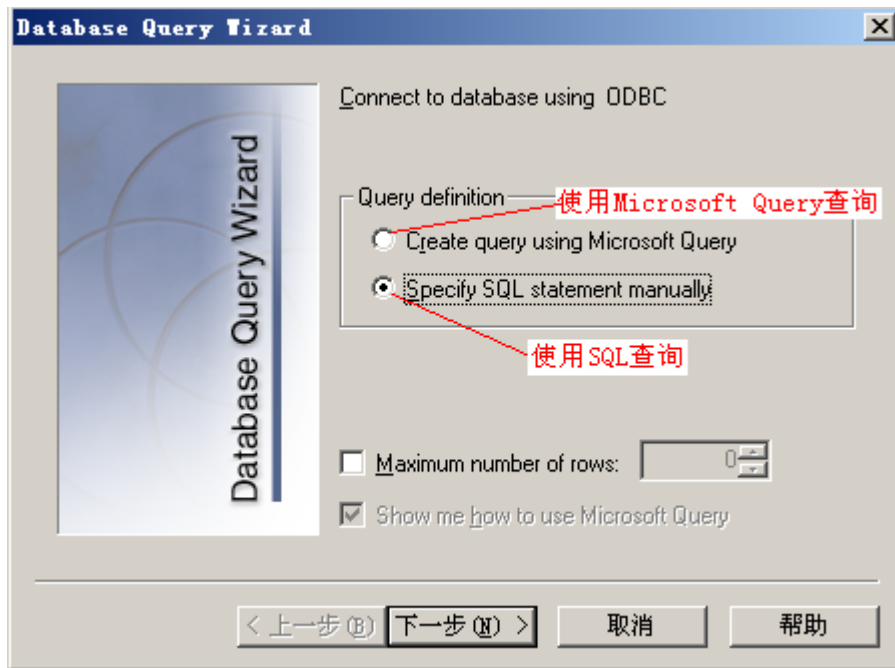 Database Query Wizard
Database Query Wizard
Connect to database using ODBC
Query definition
使用Microsoft Query查询
Create query using Microsoft Query
Specify SQL statement manually
使用SQL查询
Maximum number of rows: 0
Show me how to use Microsoft Query
< 上一步(B) 下一步(N) > 取消 帮助